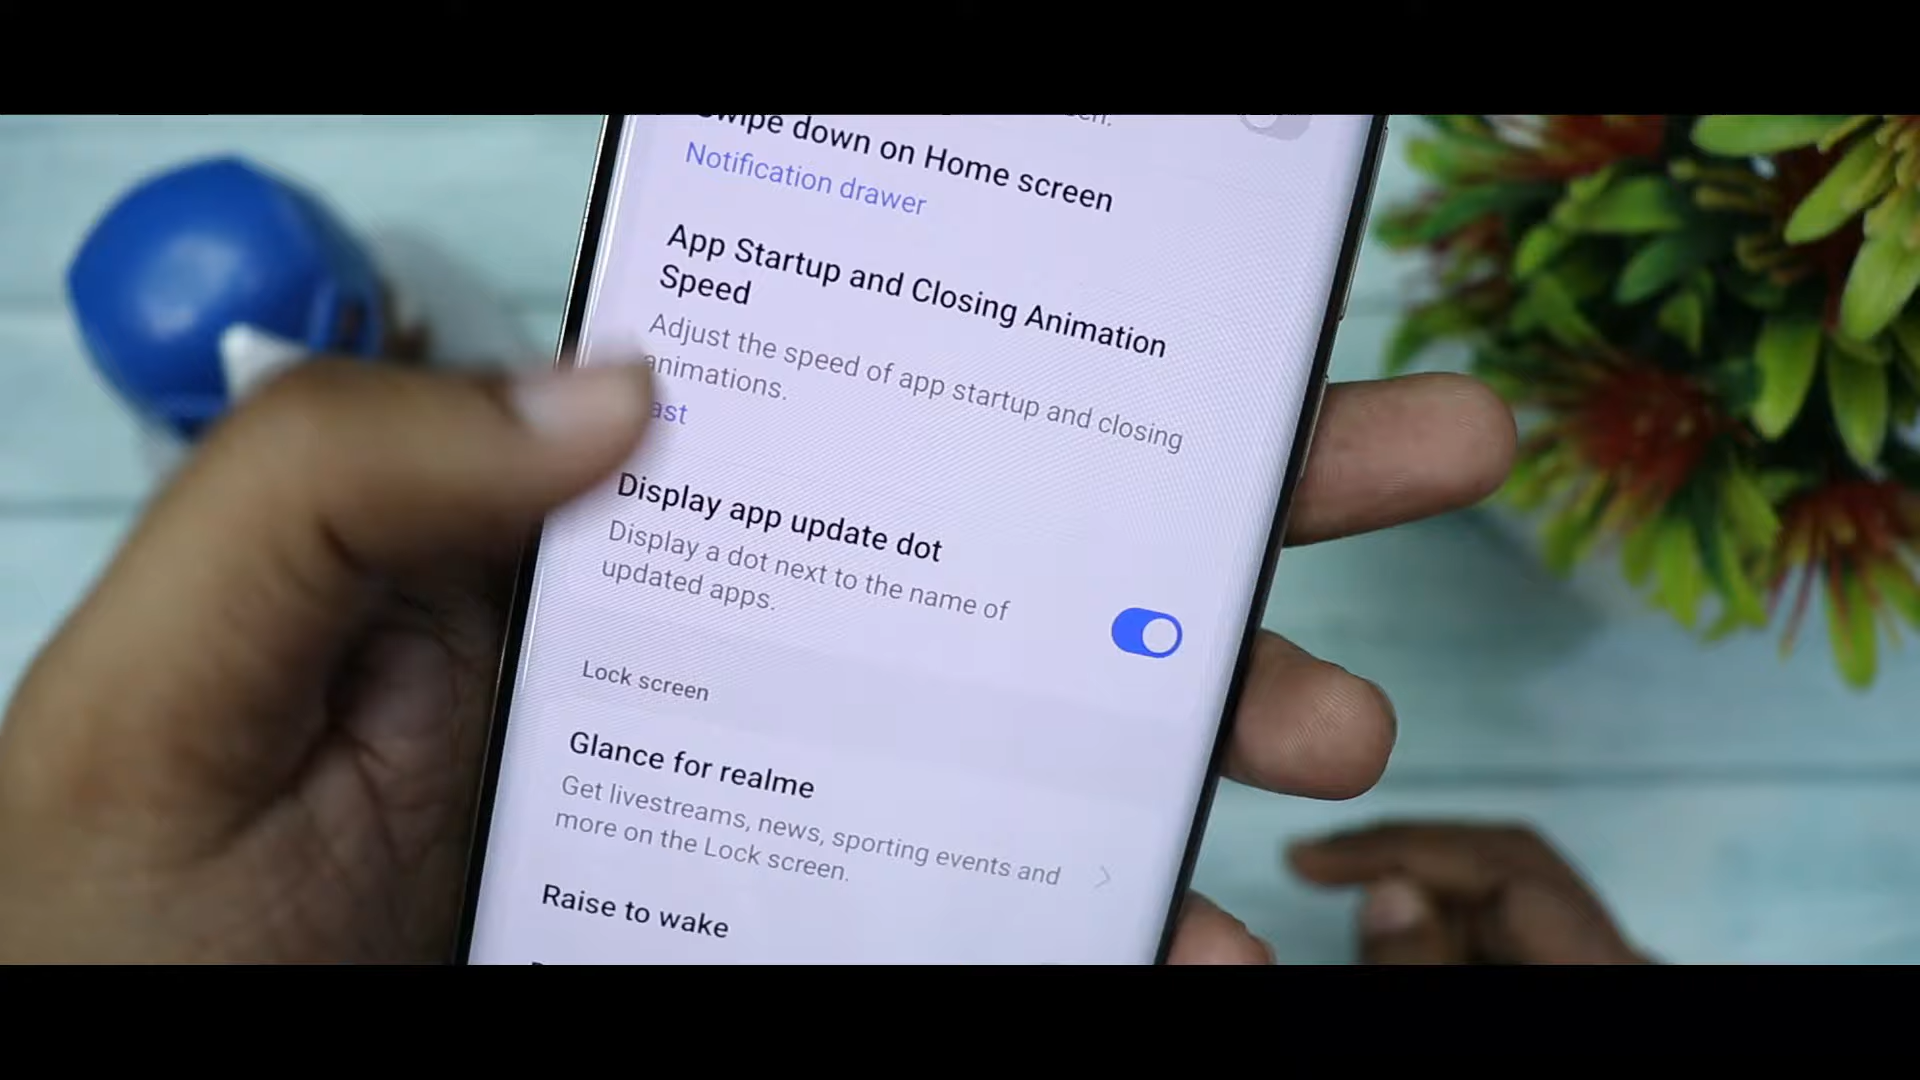 Swipe down on Home screen
Notification drawer
App Startup and Closing Animation
Speed
Adjust the speed of app startup and closing
animations.
Display app update dot
Display a dot next to the name of
updated apps.
Lock screen
Glance for realme
Get livestreams, news, sporting events and
more on the Lock screen.
Raise to wake